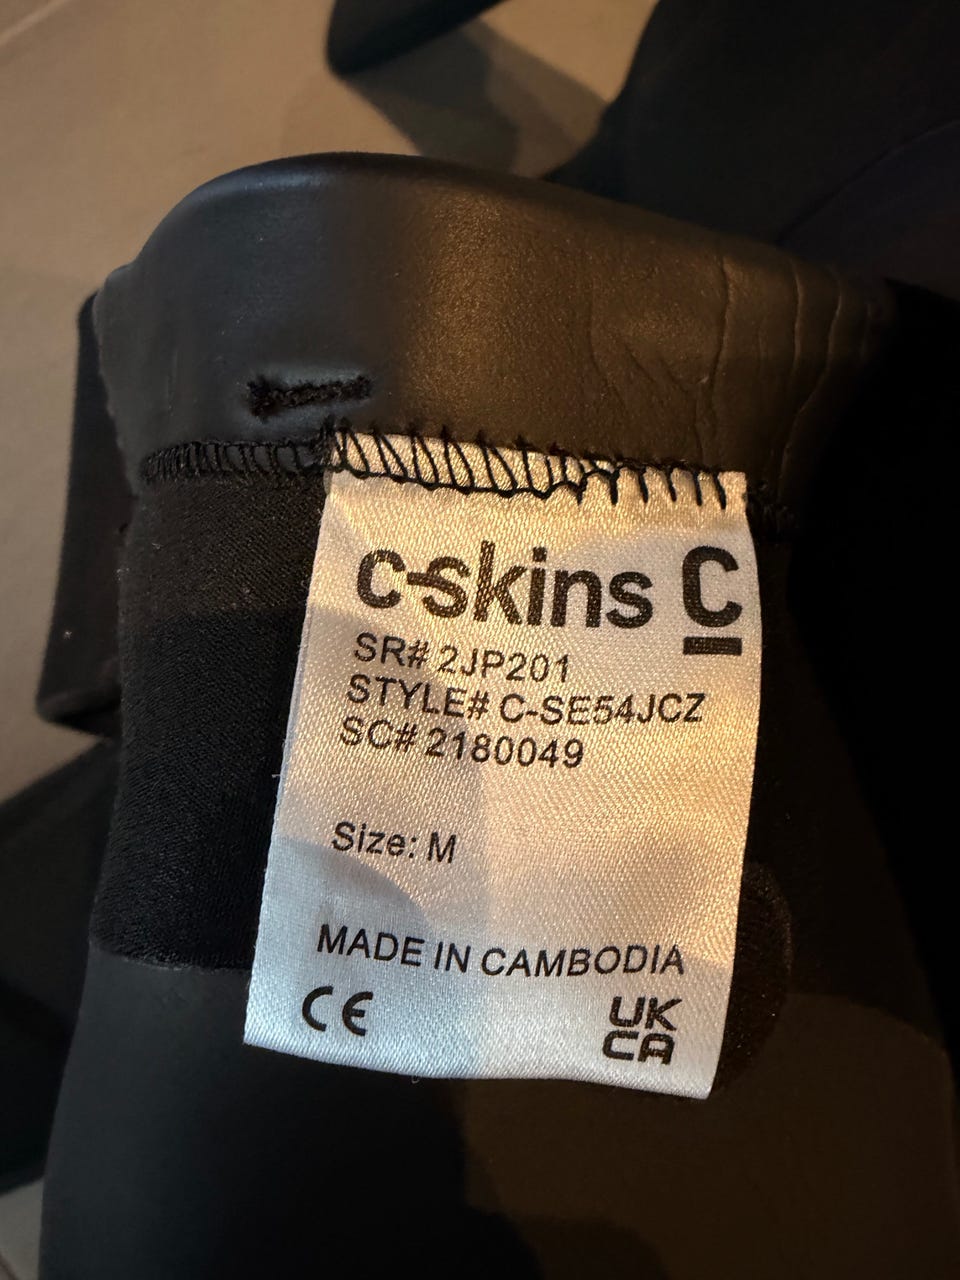 c-skins C
SR# 2JP201
STYLE# C-SE54JCZ
SC# 2180049
Size: M
MADE IN CAMBODIA
CE
UK
CA